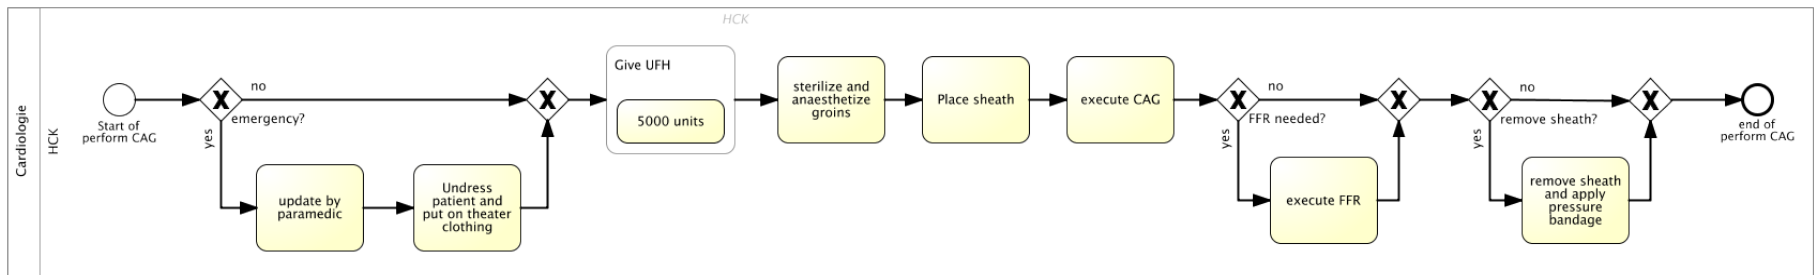 HCK
Cardiologie
HCK
Start of
perform CAG
no
emergency?
yes
update by
paramedic
Undress
patient and
put on theater
clothing
Give UFH
5000 units
sterilize and
anaesthetize
groins
Place sheath
execute CAG
no
FFR needed?
yes
execute FFR
no
remove sheath?
yes
remove sheath
and apply
pressure
bandage
end of
perform CAG